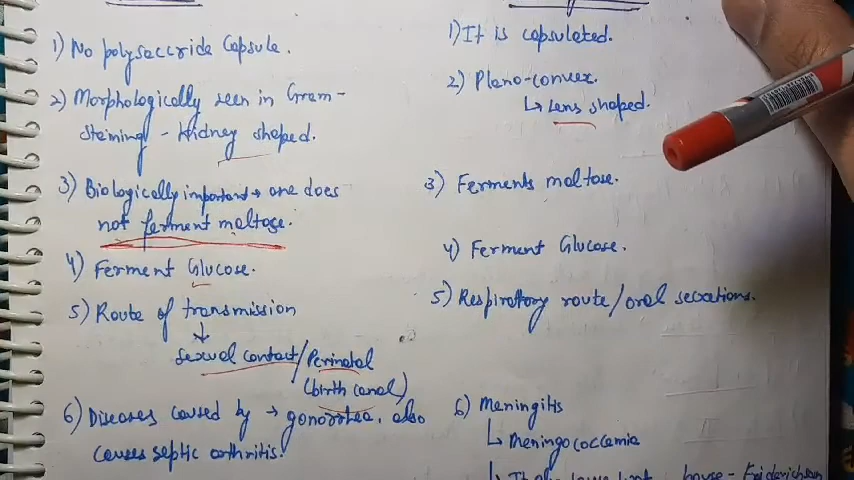 1) No polysaccride Capsule.
2) Morphologically seen in Gram-
staining - Kidney shaped.
3) Biologically important → one does
not ferment maltose.
4) Ferment Glucose.
5) Route of transmission
↓
sexual contact/Perinatal
(birth canal)
6) Diseases caused by → gonorrhea, also
causes septic arthritis.
1) It is capsulated.
2) Plano-convex.
↳ Lens shaped.
3) Ferments maltose.
4) Ferment Glucose.
5) Respiratory route/oral secretions.
6) Meningitis
↳ Meningococcemia
↳ It also